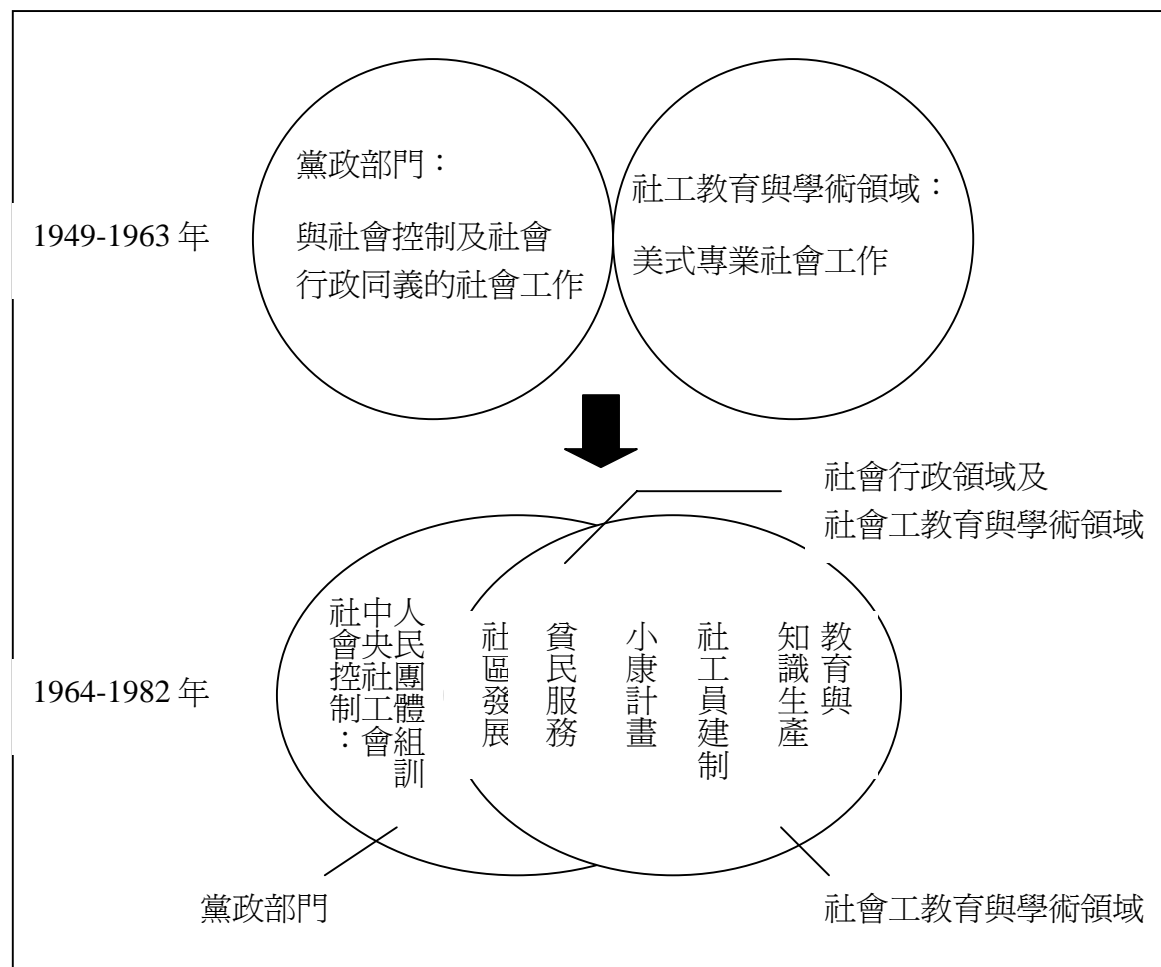 黨政部門：
與社會控制及社會
行政同義的社會工作
社工教育與學術領域：
美式專業社會工作
1949-1963 年
社會行政領域及
社會工教育與學術領域
1964-1982 年
社會控制：
中央社工會
人民團體組訓
社區發展
貧民服務
小康計畫
社工員建制
知識生產
教育與
黨政部門
社會工教育與學術領域